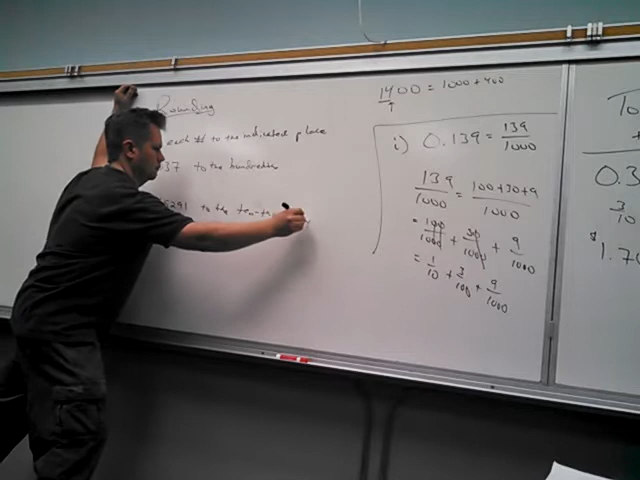 Rounding
each # to the indicated place
37 to the hundredths
291 to the ten-t
1400 = 1000 + 400
i) 0.139 = 139/1000
139/1000 = 100+30+9/1000
= 100/1000 + 30/1000 + 9/1000
= 1/10 + 3/100 + 9/1000
To
0.3
3/10
$1.70